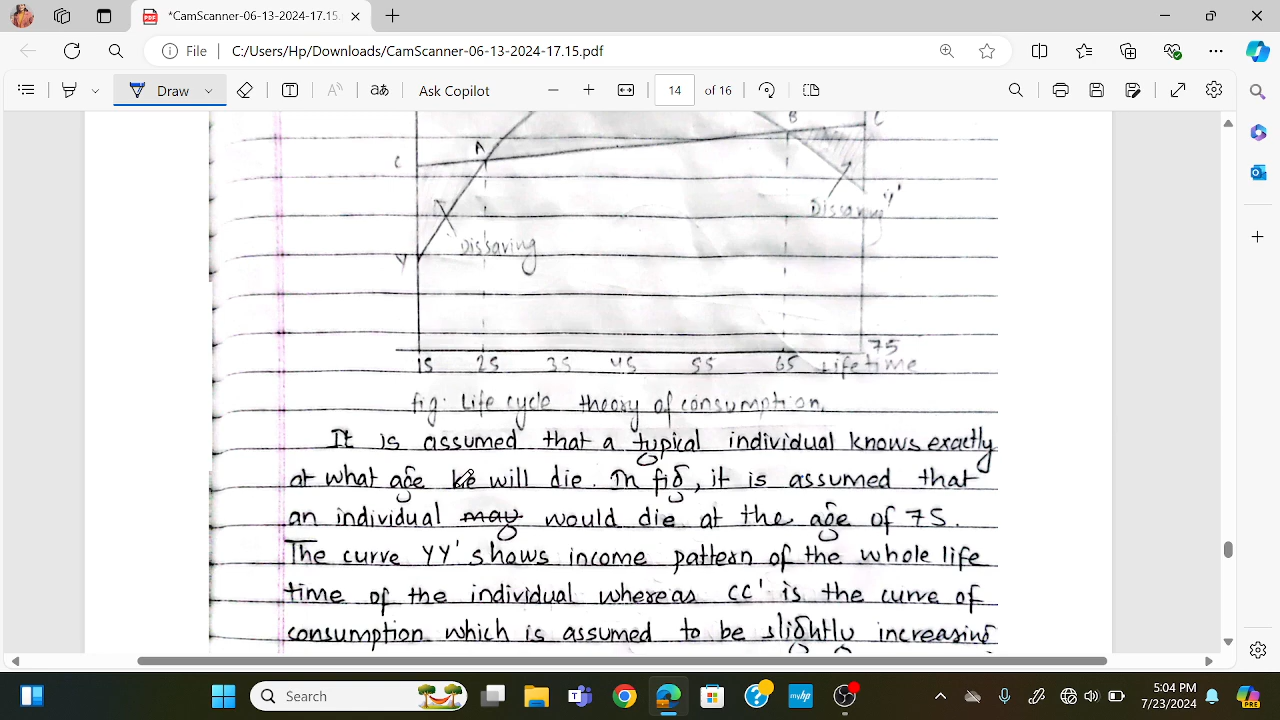 *CamScanner-06-13-2024-17.15.
File C:/Users/Hp/Downloads/CamScanner-06-13-2024-17.15.pdf
Draw Ask Copilot 14 of 16
B
C
A
Y'
Dissaving
Dissaving
Y
75
15 25 35 45 55 65 Lifetime
fig: Life cycle theory of consumption.
It is assumed that a typical individual knows exactly
at what age he will die. In fig, it is assumed that
an individual may would die at the age of 75.
The curve YY' shows income pattern of the whole life
time of the individual whereas CC' is the curve of
consumption which is assumed to be slightly increasing
Search
5:04 PM
7/23/2024